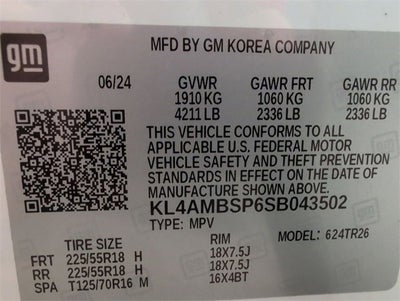 gm
MFD BY GM KOREA COMPANY
06/24 GVWR GAWR FRT GAWR RR
1910 KG 1060 KG 1060 KG
4211 LB 2336 LB 2336 LB
THIS VEHICLE CONFORMS TO ALL
APPLICABLE U.S. FEDERAL MOTOR
VEHICLE SAFETY AND THEFT PREVENTION
STANDARDS IN EFFECT ON THE DATE OF
MANUFACTURE SHOWN ABOVE.
KL4AMBSP6SB043502
TYPE: MPV MODEL: 624TR26
TIRE SIZE RIM
FRT 225/55R18 H 18X7.5J
RR 225/55R18 H 18X7.5J
SPA T125/70R16 M 16X4BT